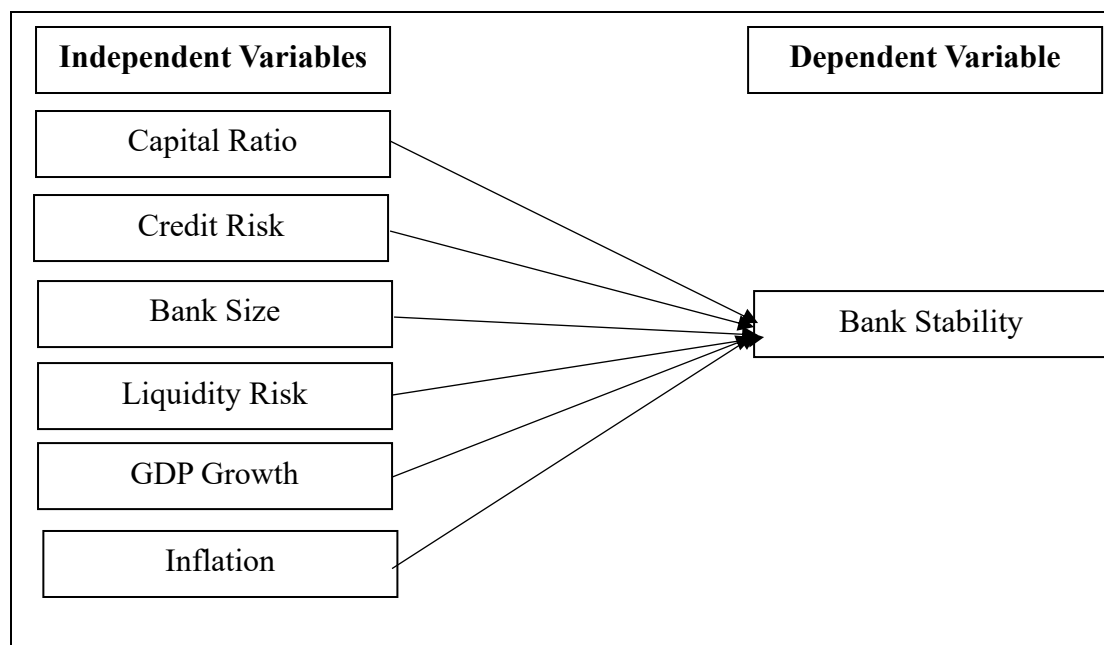 Independent Variables
Dependent Variable
Capital Ratio
Credit Risk
Bank Size
Bank Stability
Liquidity Risk
GDP Growth
Inflation